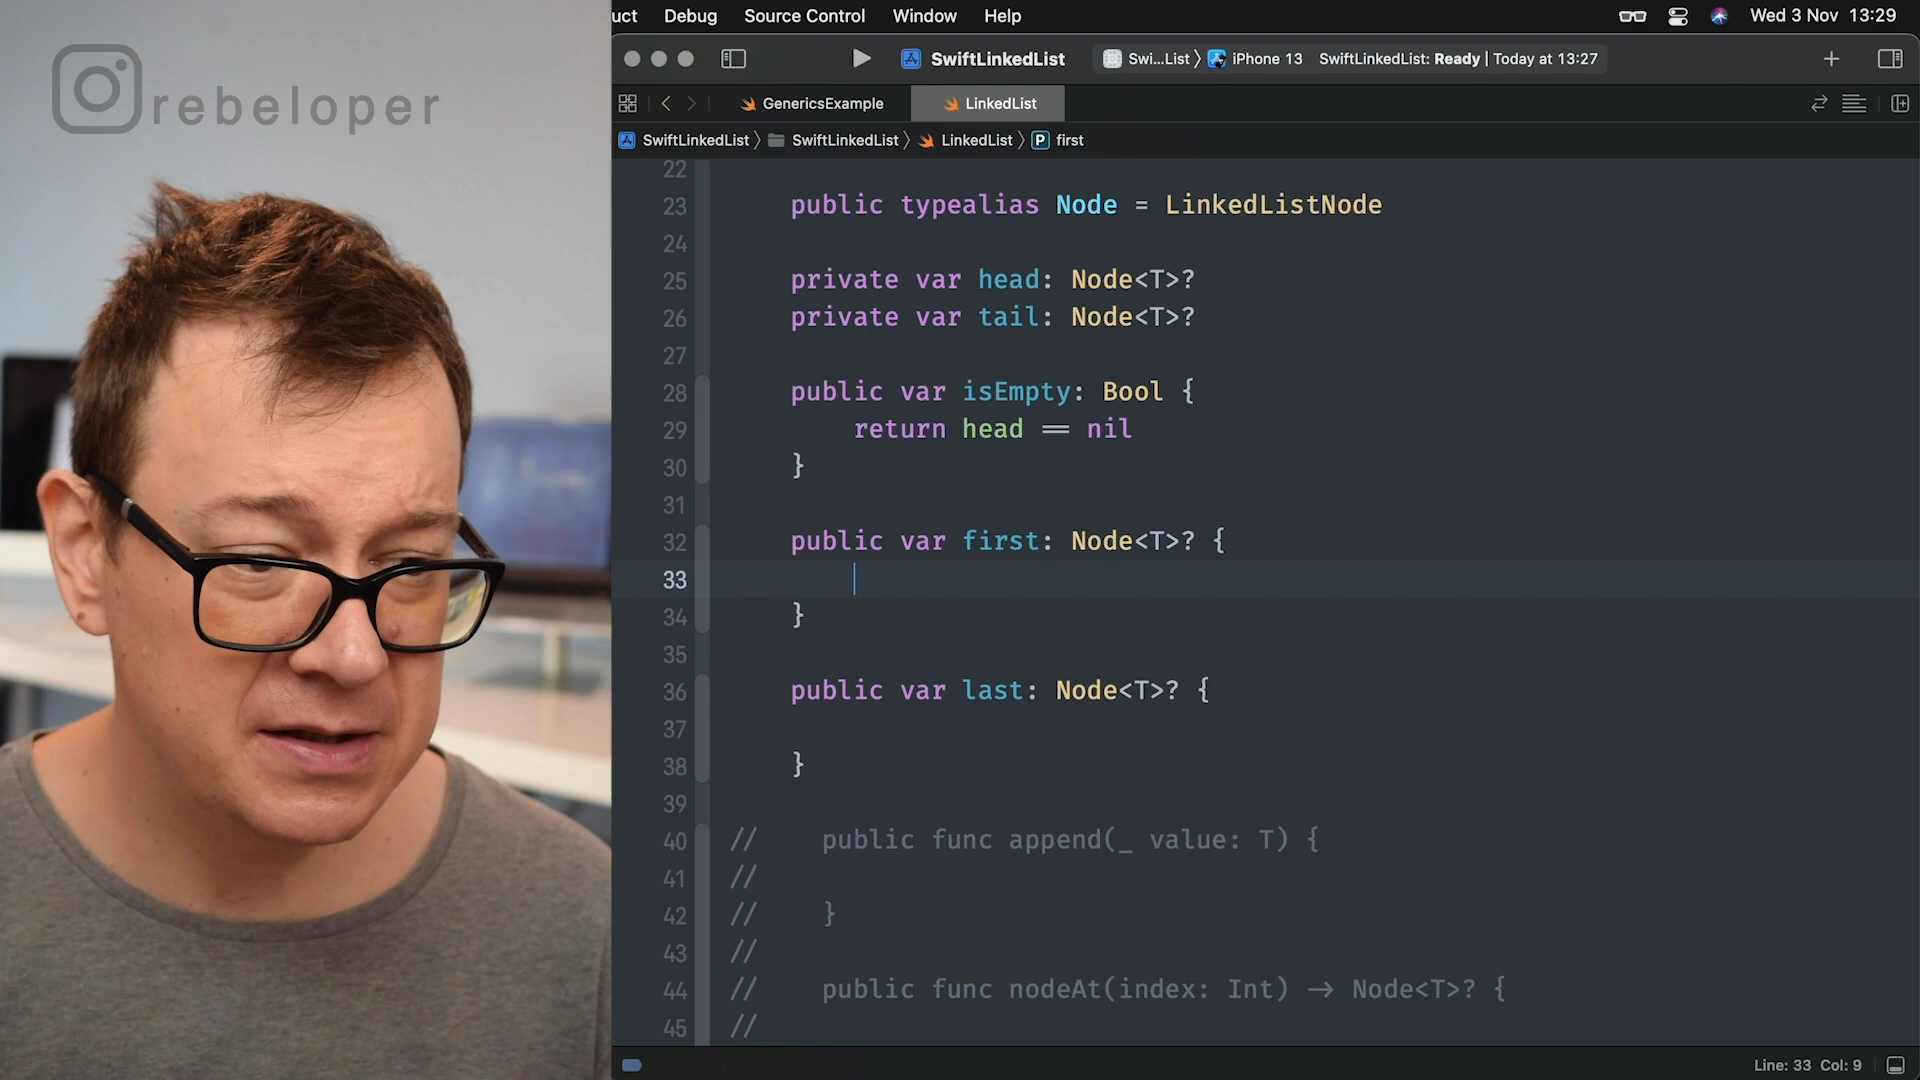 rebeloper
uct Debug Source Control Window Help Wed 3 Nov 13:29
SwiftLinkedList Swi...List 〉 iPhone 13 SwiftLinkedList: Ready | Today at 13:27
GenericsExample LinkedList
SwiftLinkedList 〉 SwiftLinkedList 〉 LinkedList 〉 P first
22
23 public typealias Node = LinkedListNode
24
25 private var head: Node<T>?
26 private var tail: Node<T>?
27
28 public var isEmpty: Bool {
29 return head == nil
30 }
31
32 public var first: Node<T>? {
33
34 }
35
36 public var last: Node<T>? {
37
38 }
39
40 // public func append(_ value: T) {
41 //
42 // }
43 //
44 // public func nodeAt(index: Int) -> Node<T>? {
45 //
Line: 33 Col: 9